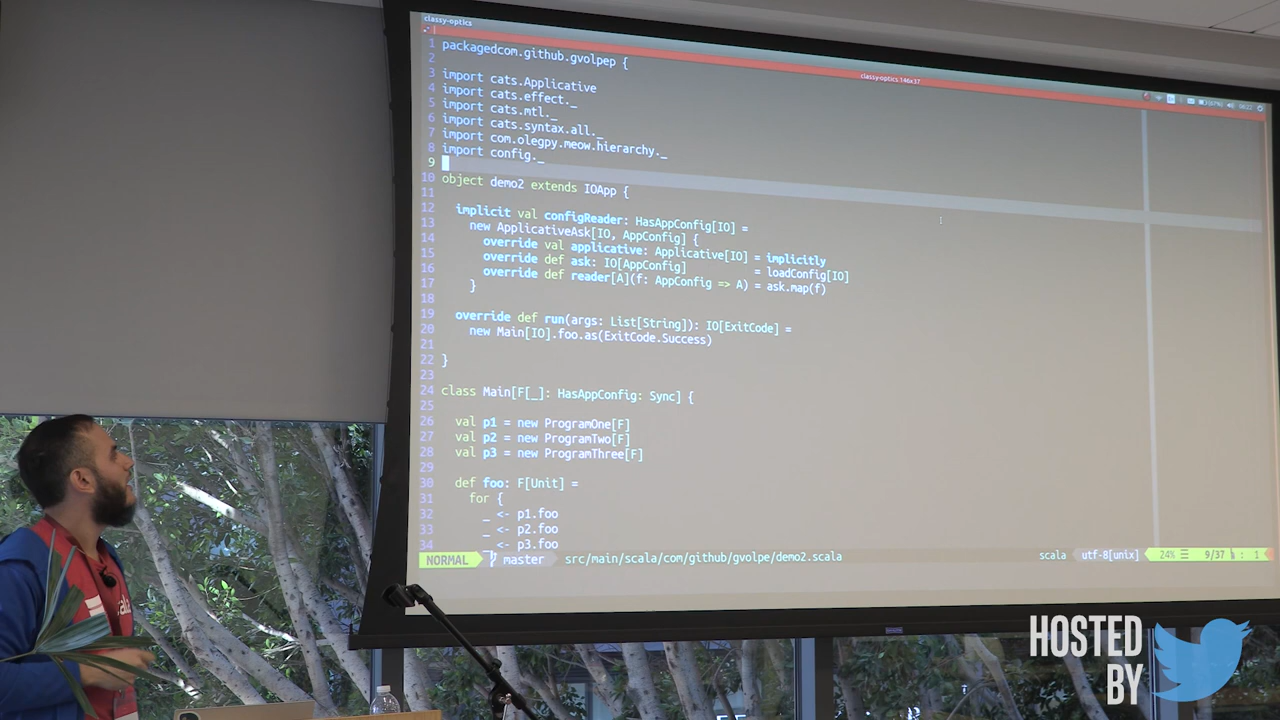 classy-optics
classy-optics 146x37
1 packagedcom.github.gvolpep {
2
3 import cats.Applicative
4 import cats.effect._
5 import cats.mtl._
6 import cats.syntax.all._
7 import com.olegpy.meow.hierarchy._
8 import config._
9
10 object demo2 extends IOApp {
11
12 implicit val configReader: HasAppConfig[IO] =
13 new ApplicativeAsk[IO, AppConfig] {
14 override val applicative: Applicative[IO] = implicitly
15 override def ask: IO[AppConfig] = loadConfig[IO]
16 override def reader[A](f: AppConfig => A) = ask.map(f)
17 }
18
19 override def run(args: List[String]): IO[ExitCode] =
20 new Main[IO].foo.as(ExitCode.Success)
21
22 }
23
24 class Main[F[_]: HasAppConfig: Sync] {
25
26 val p1 = new ProgramOne[F]
27 val p2 = new ProgramTwo[F]
28 val p3 = new ProgramThree[F]
29
30 def foo: F[Unit] =
31 for {
32 _ <- p1.foo
33 _ <- p2.foo
34 _ <- p3.foo
NORMAL master src/main/scala/com/github/gvolpe/demo2.scala scala utf-8[unix] 24% 9/37 : 1
HOSTED
BY